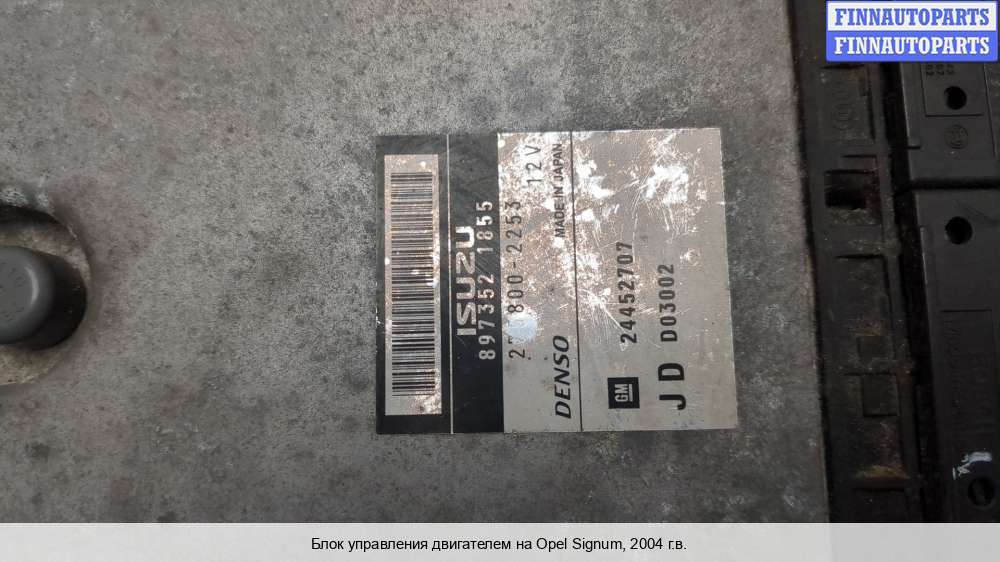 FINNAUTOPARTS
FINNAUTOPARTS
ISUZU
897352 1855
800-2253 12V
DENSO MADE IN JAPAN
GM 24452707
JD D03002
Блок управления двигателем на Opel Signum, 2004 г.в.